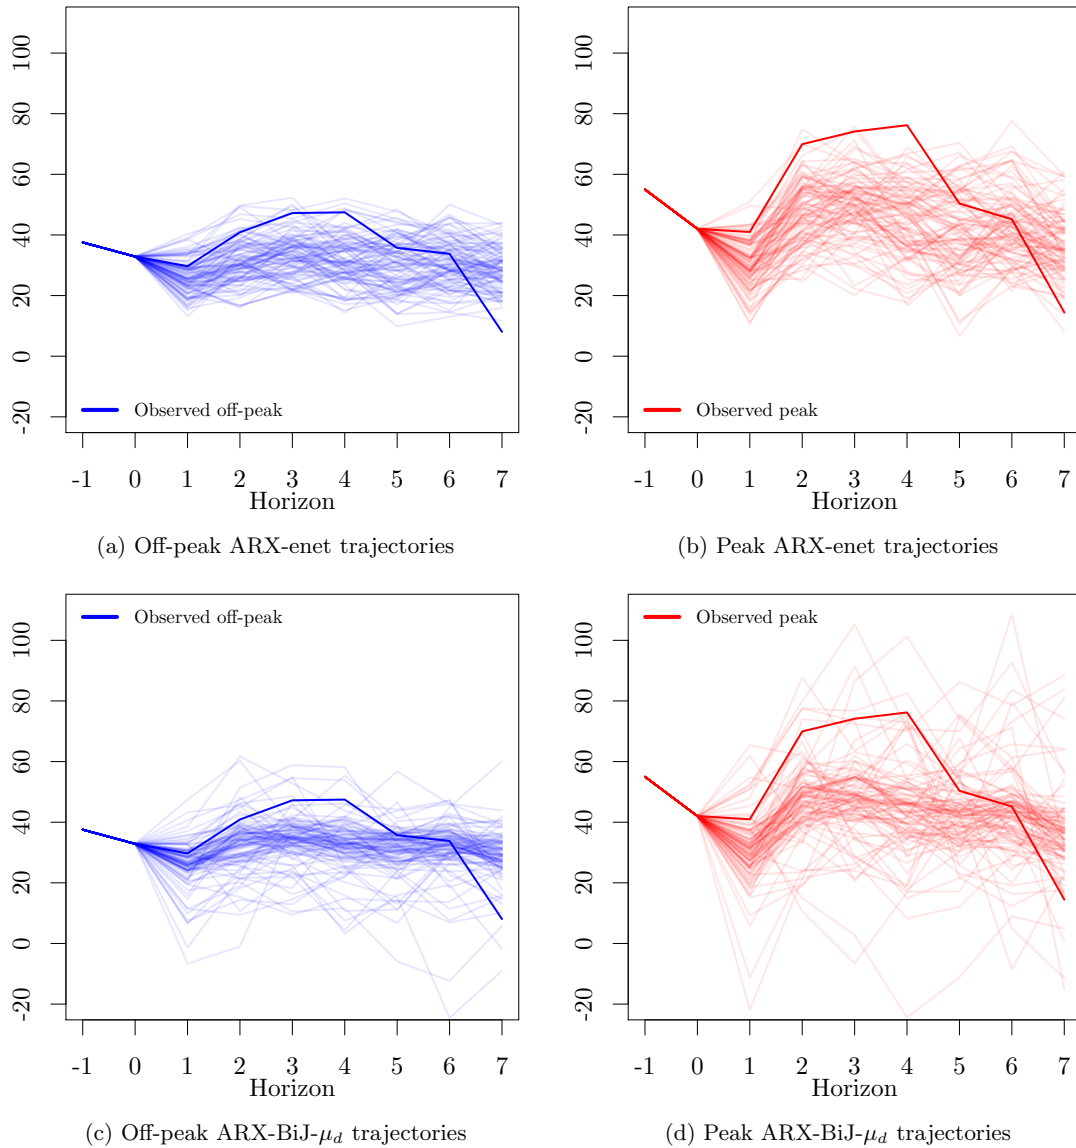 100
80
60
40
20
0
-20
Observed off-peak
-1 0 1 2 3 4 5 6 7
Horizon
(a) Off-peak ARX-enet trajectories
100
80
60
40
20
0
-20
Observed peak
-1 0 1 2 3 4 5 6 7
Horizon
(b) Peak ARX-enet trajectories
100
80
60
40
20
0
-20
Observed off-peak
-1 0 1 2 3 4 5 6 7
Horizon
(c) Off-peak ARX-BiJ-μ_d trajectories
100
80
60
40
20
0
-20
Observed peak
-1 0 1 2 3 4 5 6 7
Horizon
(d) Peak ARX-BiJ-μ_d trajectories